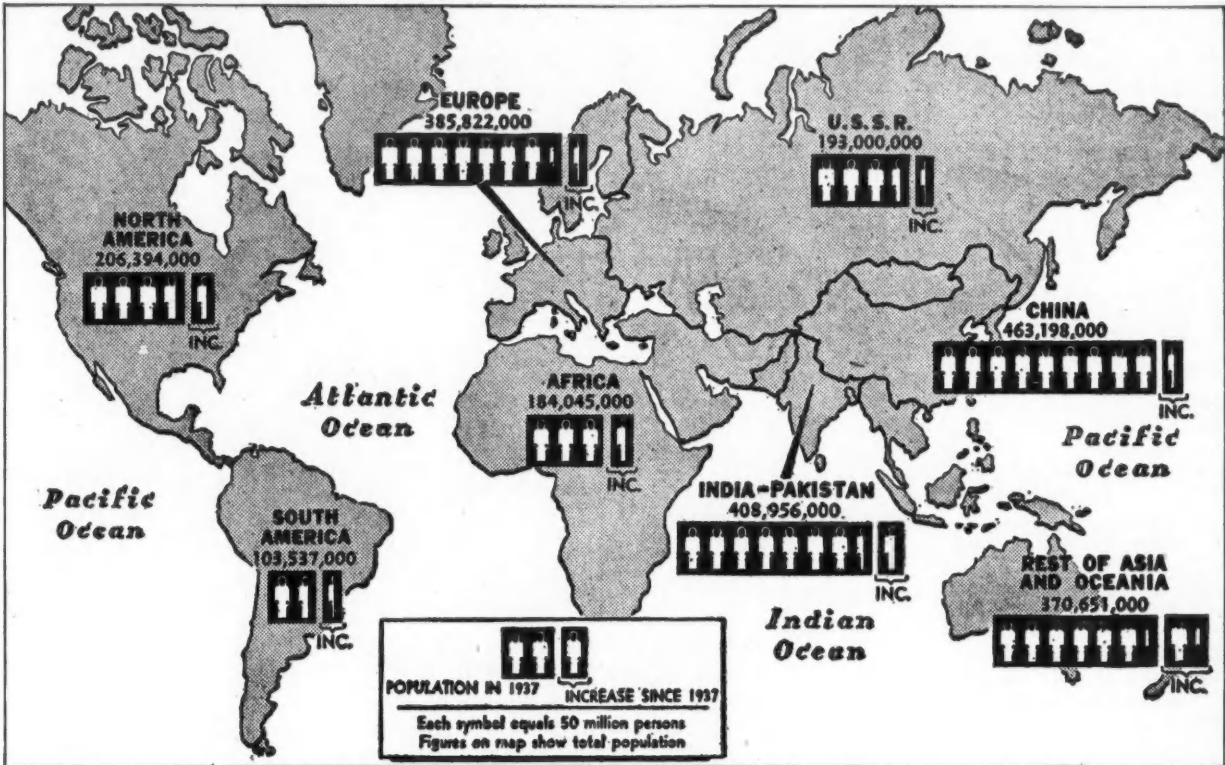 EUROPE
385,822,000
INC.
U.S.S.R.
193,000,000
INC.
NORTH
AMERICA
206,394,000
INC.
CHINA
463,198,000
INC.
Atlantic
Ocean
AFRICA
184,045,000
INC.
Pacific
Ocean
Pacific
Ocean
INDIA-PAKISTAN
408,956,000
INC.
SOUTH
AMERICA
103,537,000
INC.
REST OF ASIA
AND OCEANIA
370,651,000
INC.
Indian
Ocean
POPULATION IN 1937
INCREASE SINCE 1937
Each symbol equals 50 million persons
Figures on map show total population